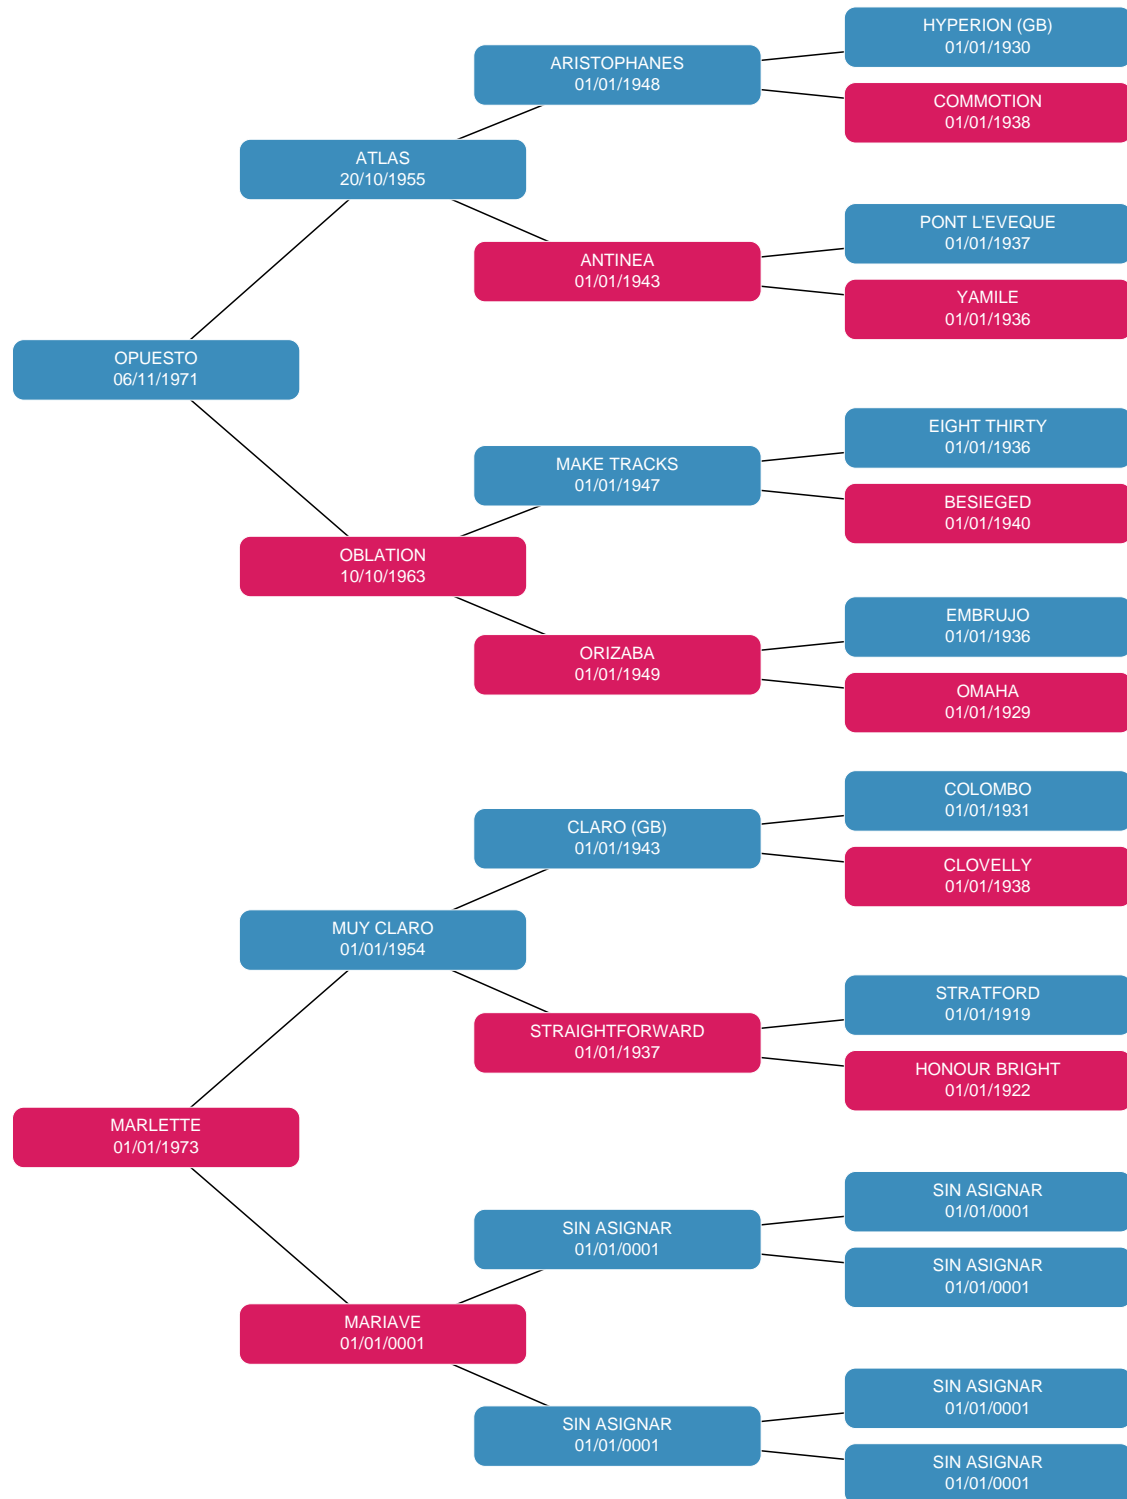 HYPERION (GB)
01/01/1930
ARISTOPHANES
01/01/1948
COMMOTION
01/01/1938
ATLAS
20/10/1955
PONT L'EVEQUE
01/01/1937
ANTINEA
01/01/1943
YAMILE
01/01/1936
OPUESTO
06/11/1971
EIGHT THIRTY
01/01/1936
MAKE TRACKS
01/01/1947
BESIEGED
01/01/1940
OBLATION
10/10/1963
EMBRUJO
01/01/1936
ORIZABA
01/01/1949
OMAHA
01/01/1929
COLOMBO
01/01/1931
CLARO (GB)
01/01/1943
CLOVELLY
01/01/1938
MUY CLARO
01/01/1954
STRATFORD
01/01/1919
STRAIGHTFORWARD
01/01/1937
HONOUR BRIGHT
01/01/1922
MARLETTE
01/01/1973
SIN ASIGNAR
01/01/0001
SIN ASIGNAR
01/01/0001
SIN ASIGNAR
01/01/0001
MARIAVE
01/01/0001
SIN ASIGNAR
01/01/0001
SIN ASIGNAR
01/01/0001
SIN ASIGNAR
01/01/0001